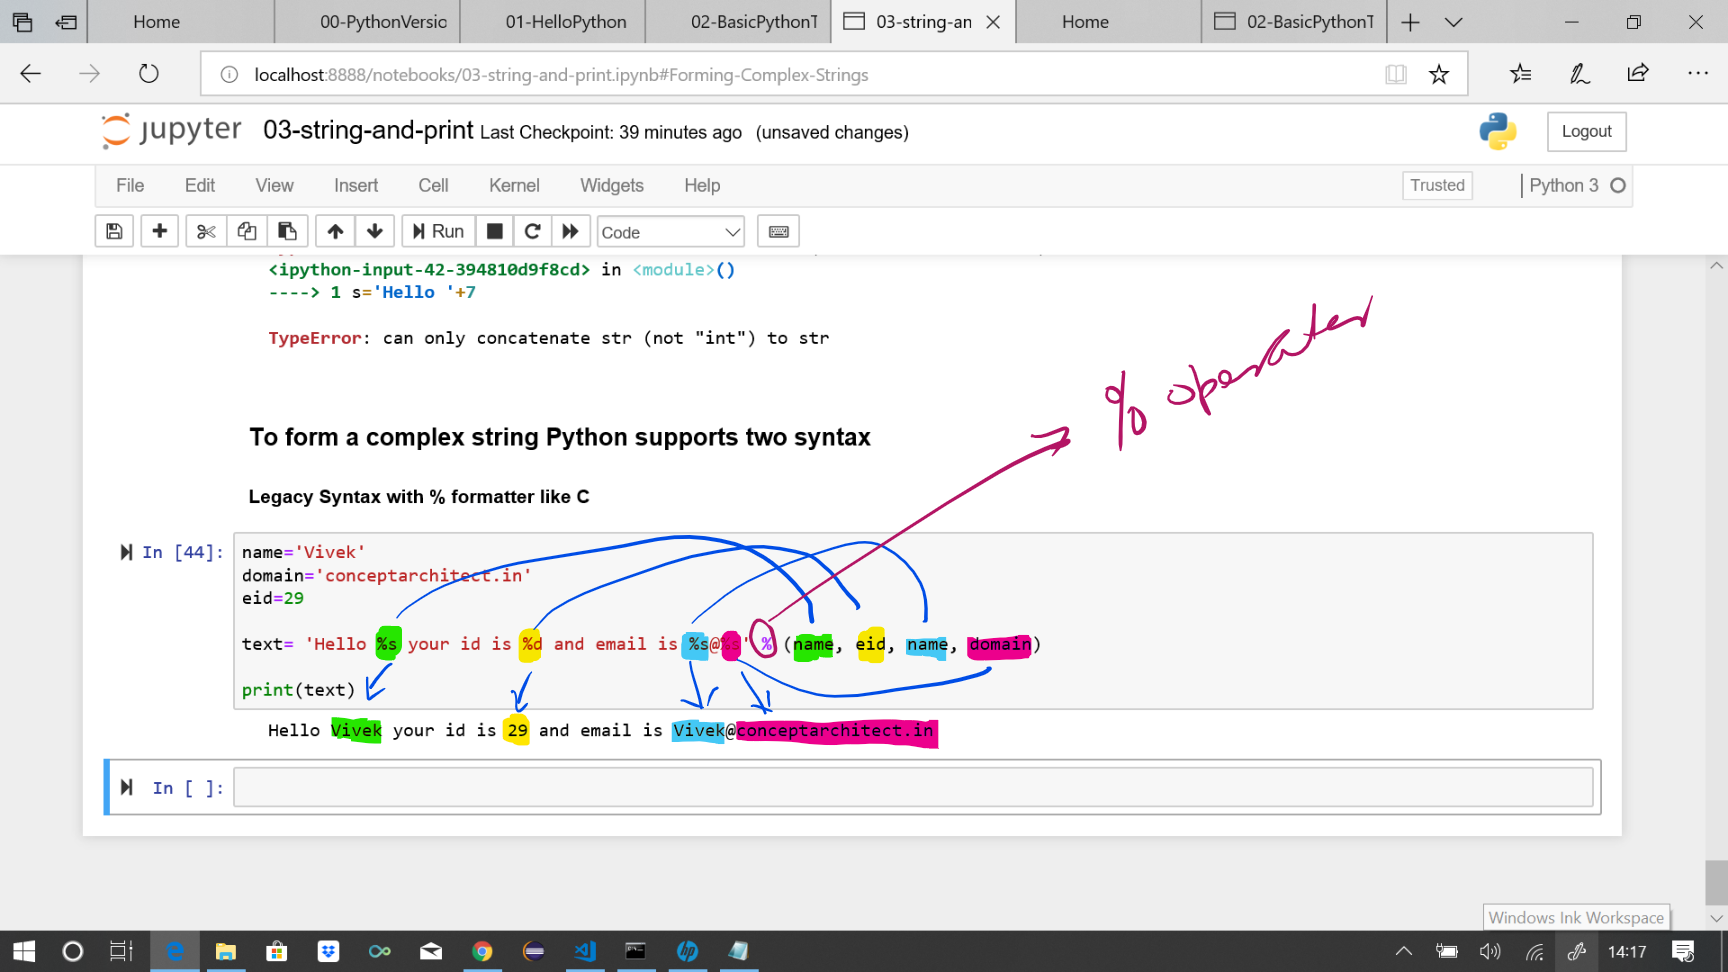 Home
00-PythonVersio
01-HelloPython
02-BasicPythonT
03-string-an
Home
02-BasicPythonT
localhost:8888/notebooks/03-string-and-print.ipynb#Forming-Complex-Strings
jupyter 03-string-and-print Last Checkpoint: 39 minutes ago (unsaved changes)
Logout
File Edit View Insert Cell Kernel Widgets Help
Trusted
Python 3
Run
Code
<ipython-input-42-394810d9f8cd> in <module>()
----> 1 s='Hello '+7
TypeError: can only concatenate str (not "int") to str
% operater
To form a complex string Python supports two syntax
Legacy Syntax with % formatter like C
In [44]:
name='Vivek'
domain='conceptarchitect.in'
eid=29
text= 'Hello %s your id is %d and email is %s@%s' % (name, eid, name, domain)
print(text)
Hello Vivek your id is 29 and email is Vivek@conceptarchitect.in
In [ ]:
Windows Ink Workspace
14:17